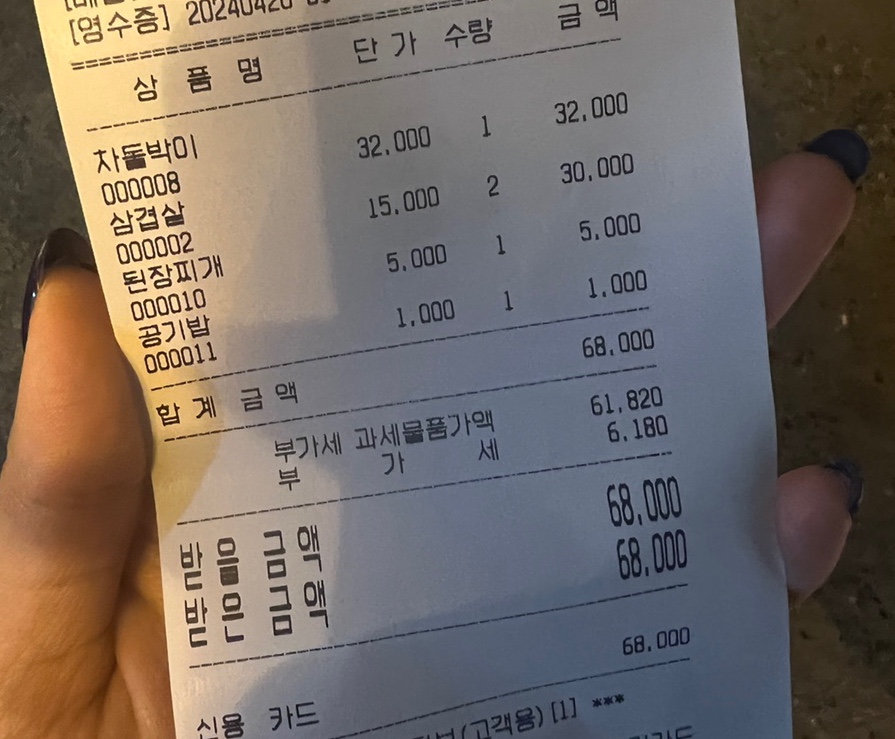 [영수증] 20240420
상 품 명 단 가 수량 금 액
차돌박이
000008 32,000 1 32,000
삼겹살
000002 15,000 2 30,000
된장찌개
000010 5,000 1 5,000
공기밥
000011 1,000 1 1,000
합 계 금 액 68,000
부가세 과세물품가액 61,820
부 가 세 6,180
받 을 금 액 68,000
받 은 금 액 68,000
신용 카드 68,000
(고객용)[1] ***